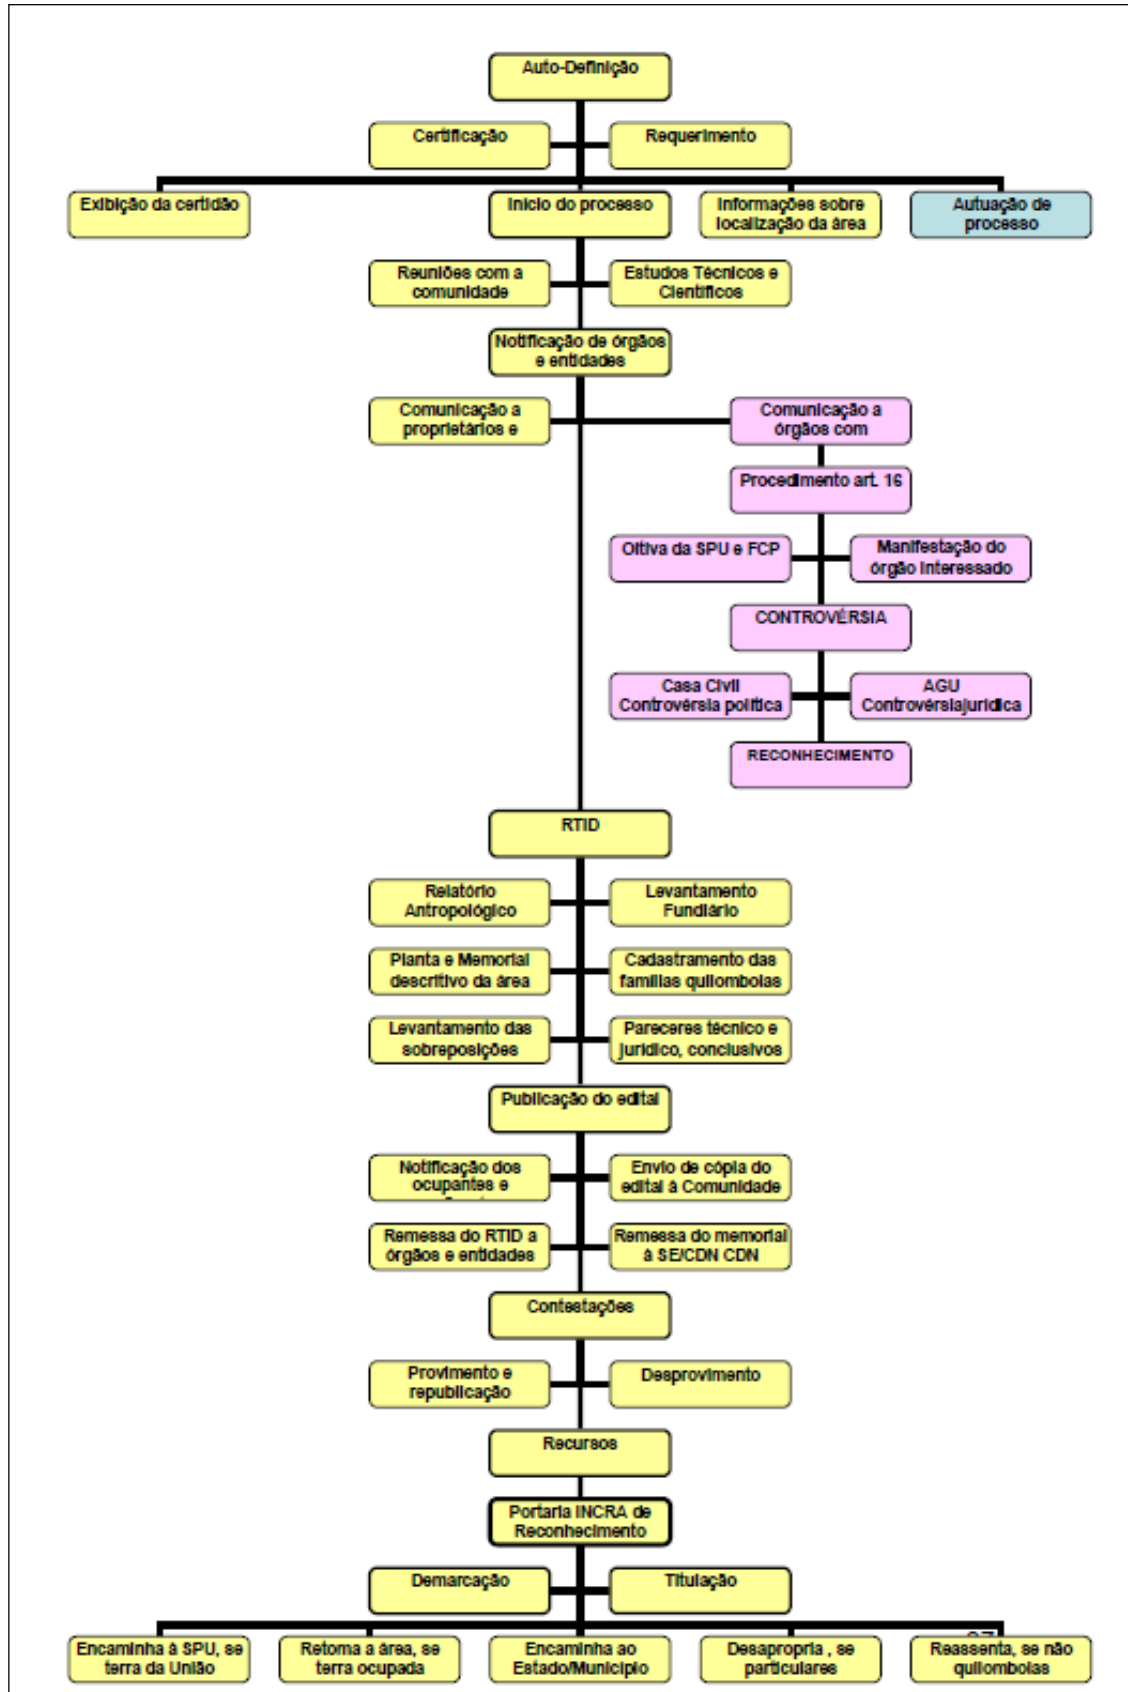 Auto-Definição
Certificação
Requerimento
Exibição da certidão
Início do processo
Informações sobre
localização da área
Autuação de
processo
Reuniões com a
comunidade
Estudos Técnicos e
Científicos
Notificação de órgãos
e entidades
Comunicação a
proprietários e
Comunicação a
órgãos com
Procedimento art. 16
Oitiva da SPU e FCP
Manifestação do
órgão interessado
CONTROVÉRSIA
Casa Civil
Controvérsia política
AGU
Controvérsiajurídica
RECONHECIMENTO
RTID
Relatório
Antropológico
Levantamento
Fundiário
Planta e Memorial
descritivo da área
Cadastramento das
famílias quilombolas
Levantamento das
sobreposições
Pareceres técnico e
jurídico, conclusivos
Publicação do edital
Notificação dos
ocupantes e
Envio de cópia do
edital à Comunidade
Remessa do RTID a
órgãos e entidades
Remessa do memorial
à SE/CDN CDN
Contestações
Provimento e
republicação
Desprovimento
Recursos
Portaria INCRA de
Reconhecimento
Demarcação
Titulação
Encaminha à SPU, se
terra da União
Retoma a área, se
terra ocupada
Encaminha ao
Estado/Município
Desapropria , se
particulares
Reassenta, se não
quilombolas